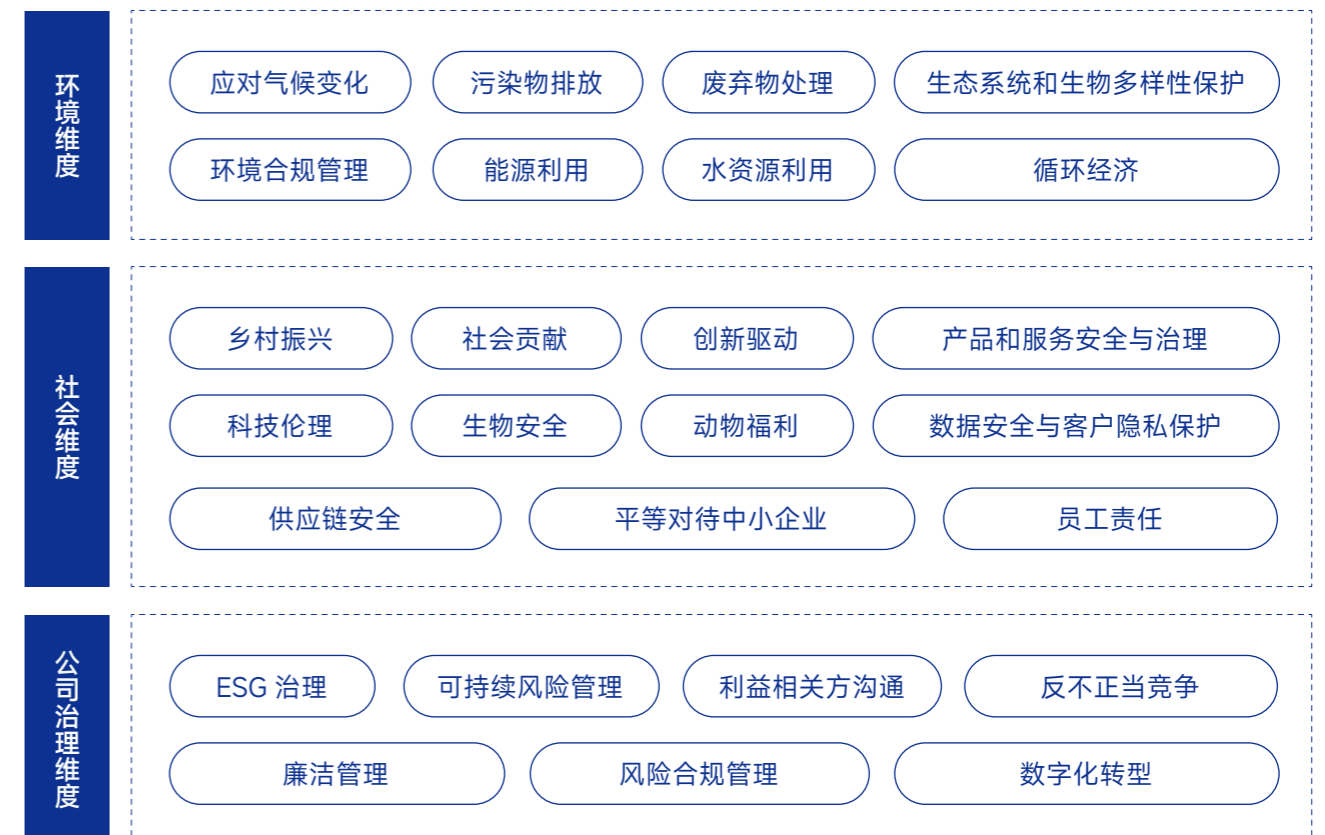 环境维度
应对气候变化 污染物排放 废弃物处理 生态系统和生物多样性保护
环境合规管理 能源利用 水资源利用 循环经济
社会维度
乡村振兴 社会贡献 创新驱动 产品和服务安全与治理
科技伦理 生物安全 动物福利 数据安全与客户隐私保护
供应链安全 平等对待中小企业 员工责任
公司治理维度
ESG 治理 可持续风险管理 利益相关方沟通 反不正当竞争
廉洁管理 风险合规管理 数字化转型